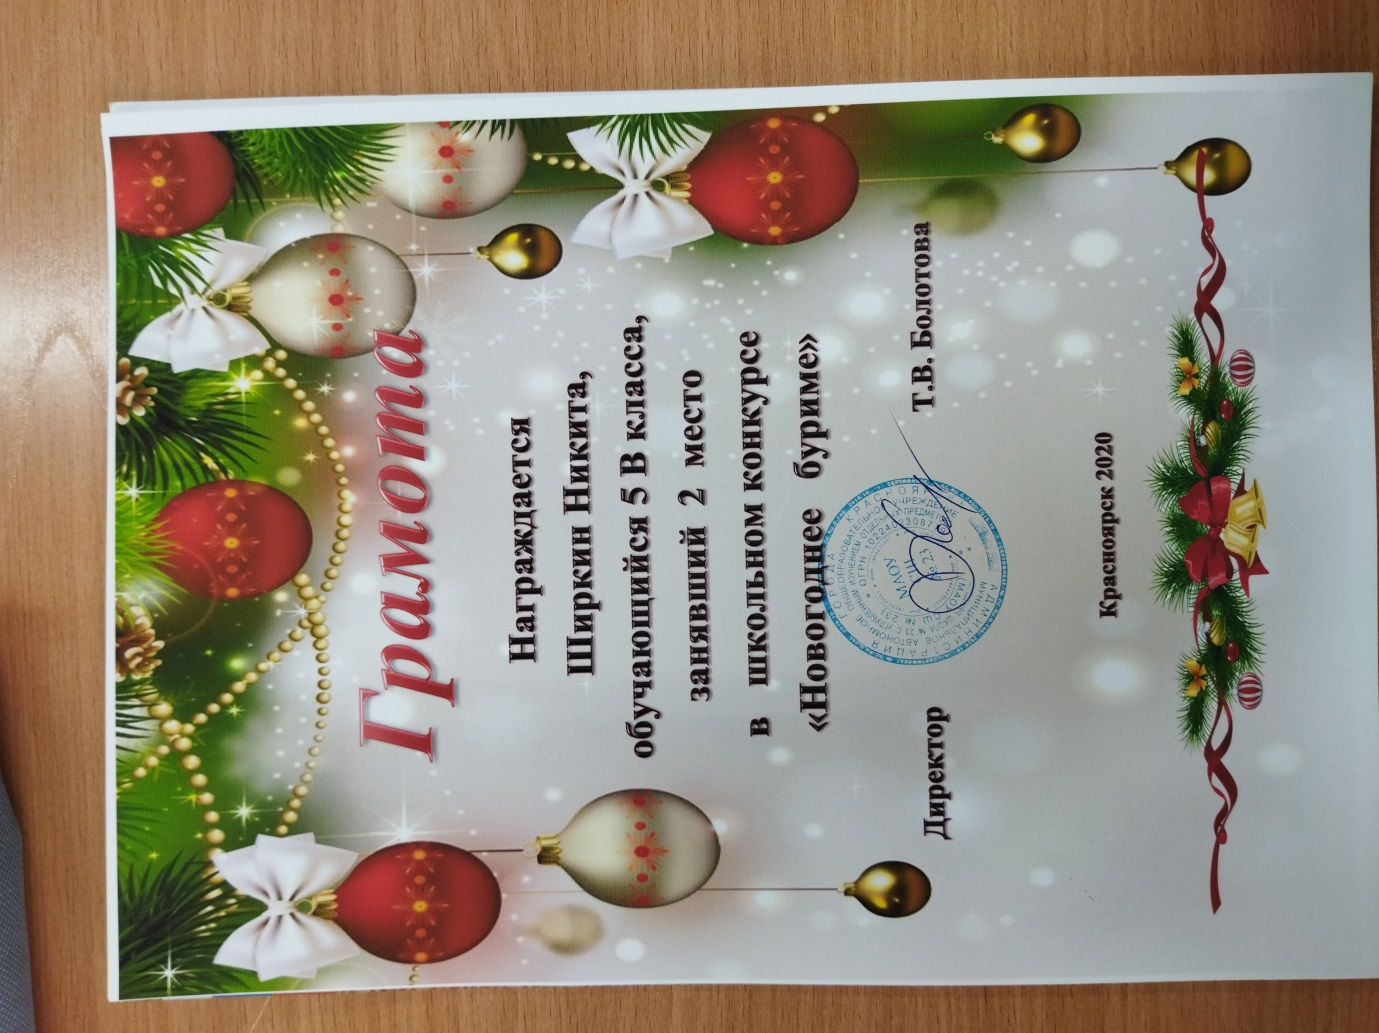 Грамота
Награждается
Ширкин Никита,
обучающийся 5 В класса,
занявший 2 место
в школьном конкурсе
«Новогоднее буриме»
Директор Т.В. Болотова
Красноярск 2020